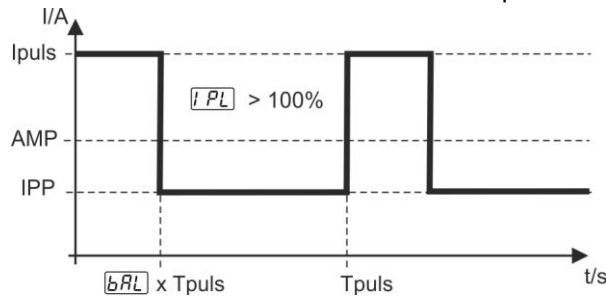 I/A
Ipuls
IPL > 100%
AMP
IPP
t/s
bAL x Tpuls
Tpuls